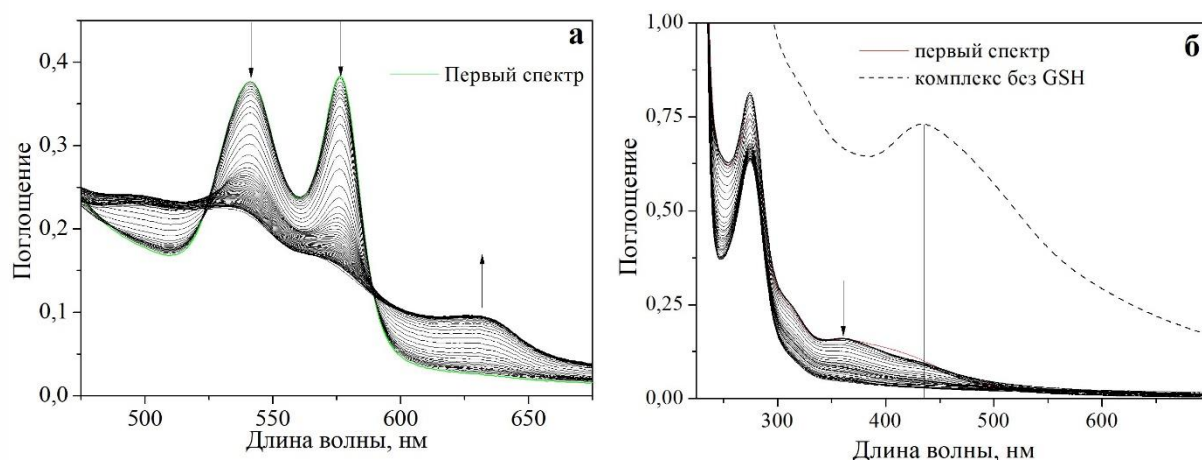 а
0,4
0,3
0,2
0,1
0,0
Поглощение
Первый спектр
500
550
600
650
Длина волны, нм
б
1,00
0,75
0,50
0,25
0,00
Поглощение
первый спектр
комплекс без GSH
300
400
500
600
Длина волны, нм